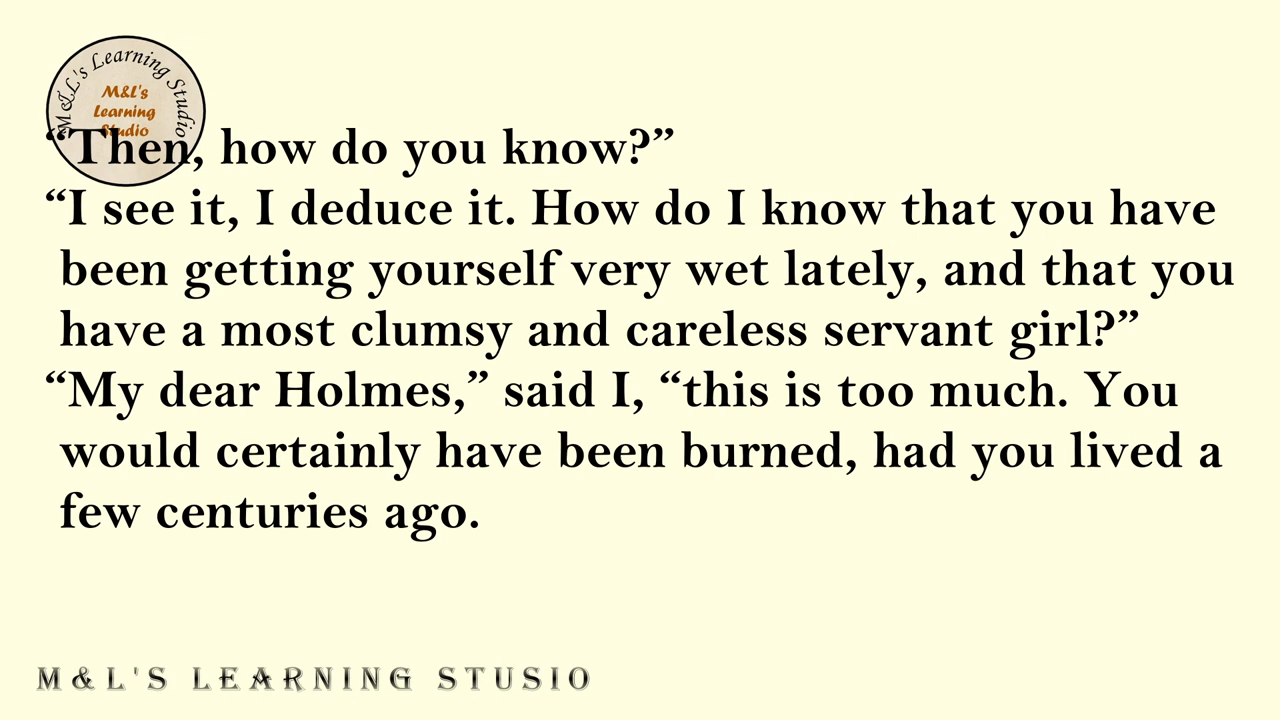 M&L's Learning Studio
M&L's
Learning
Studio
“Then, how do you know?”
“I see it, I deduce it. How do I know that you have
been getting yourself very wet lately, and that you
have a most clumsy and careless servant girl?”
“My dear Holmes,” said I, “this is too much. You
would certainly have been burned, had you lived a
few centuries ago.
M&L'S LEARNING STUSIO